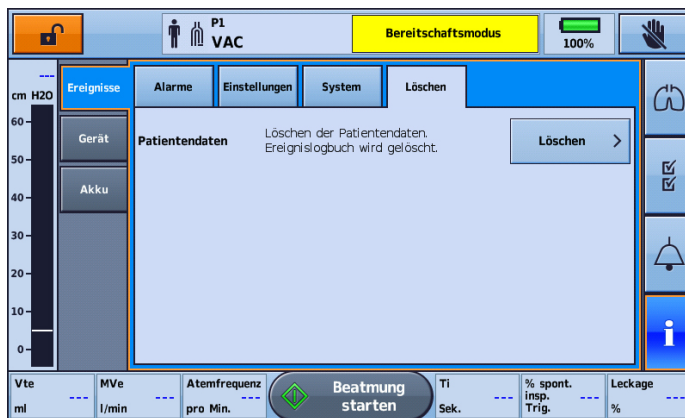 P1
VAC
Bereitschaftsmodus
100%
---
cm H2O
60
50
40
30
20
10
0
Ereignisse
Gerät
Akku
Alarme
Einstellungen
System
Löschen
Patientendaten
Löschen der Patientendaten.
Ereignislogbuch wird gelöscht.
Löschen >
i
Vte
---
ml
MVe
---
l/min
Atemfrequenz
---
pro Min.
Beatmung
starten
Ti
---
Sek.
% spont.
insp. ---
Trig.
Leckage
---
%